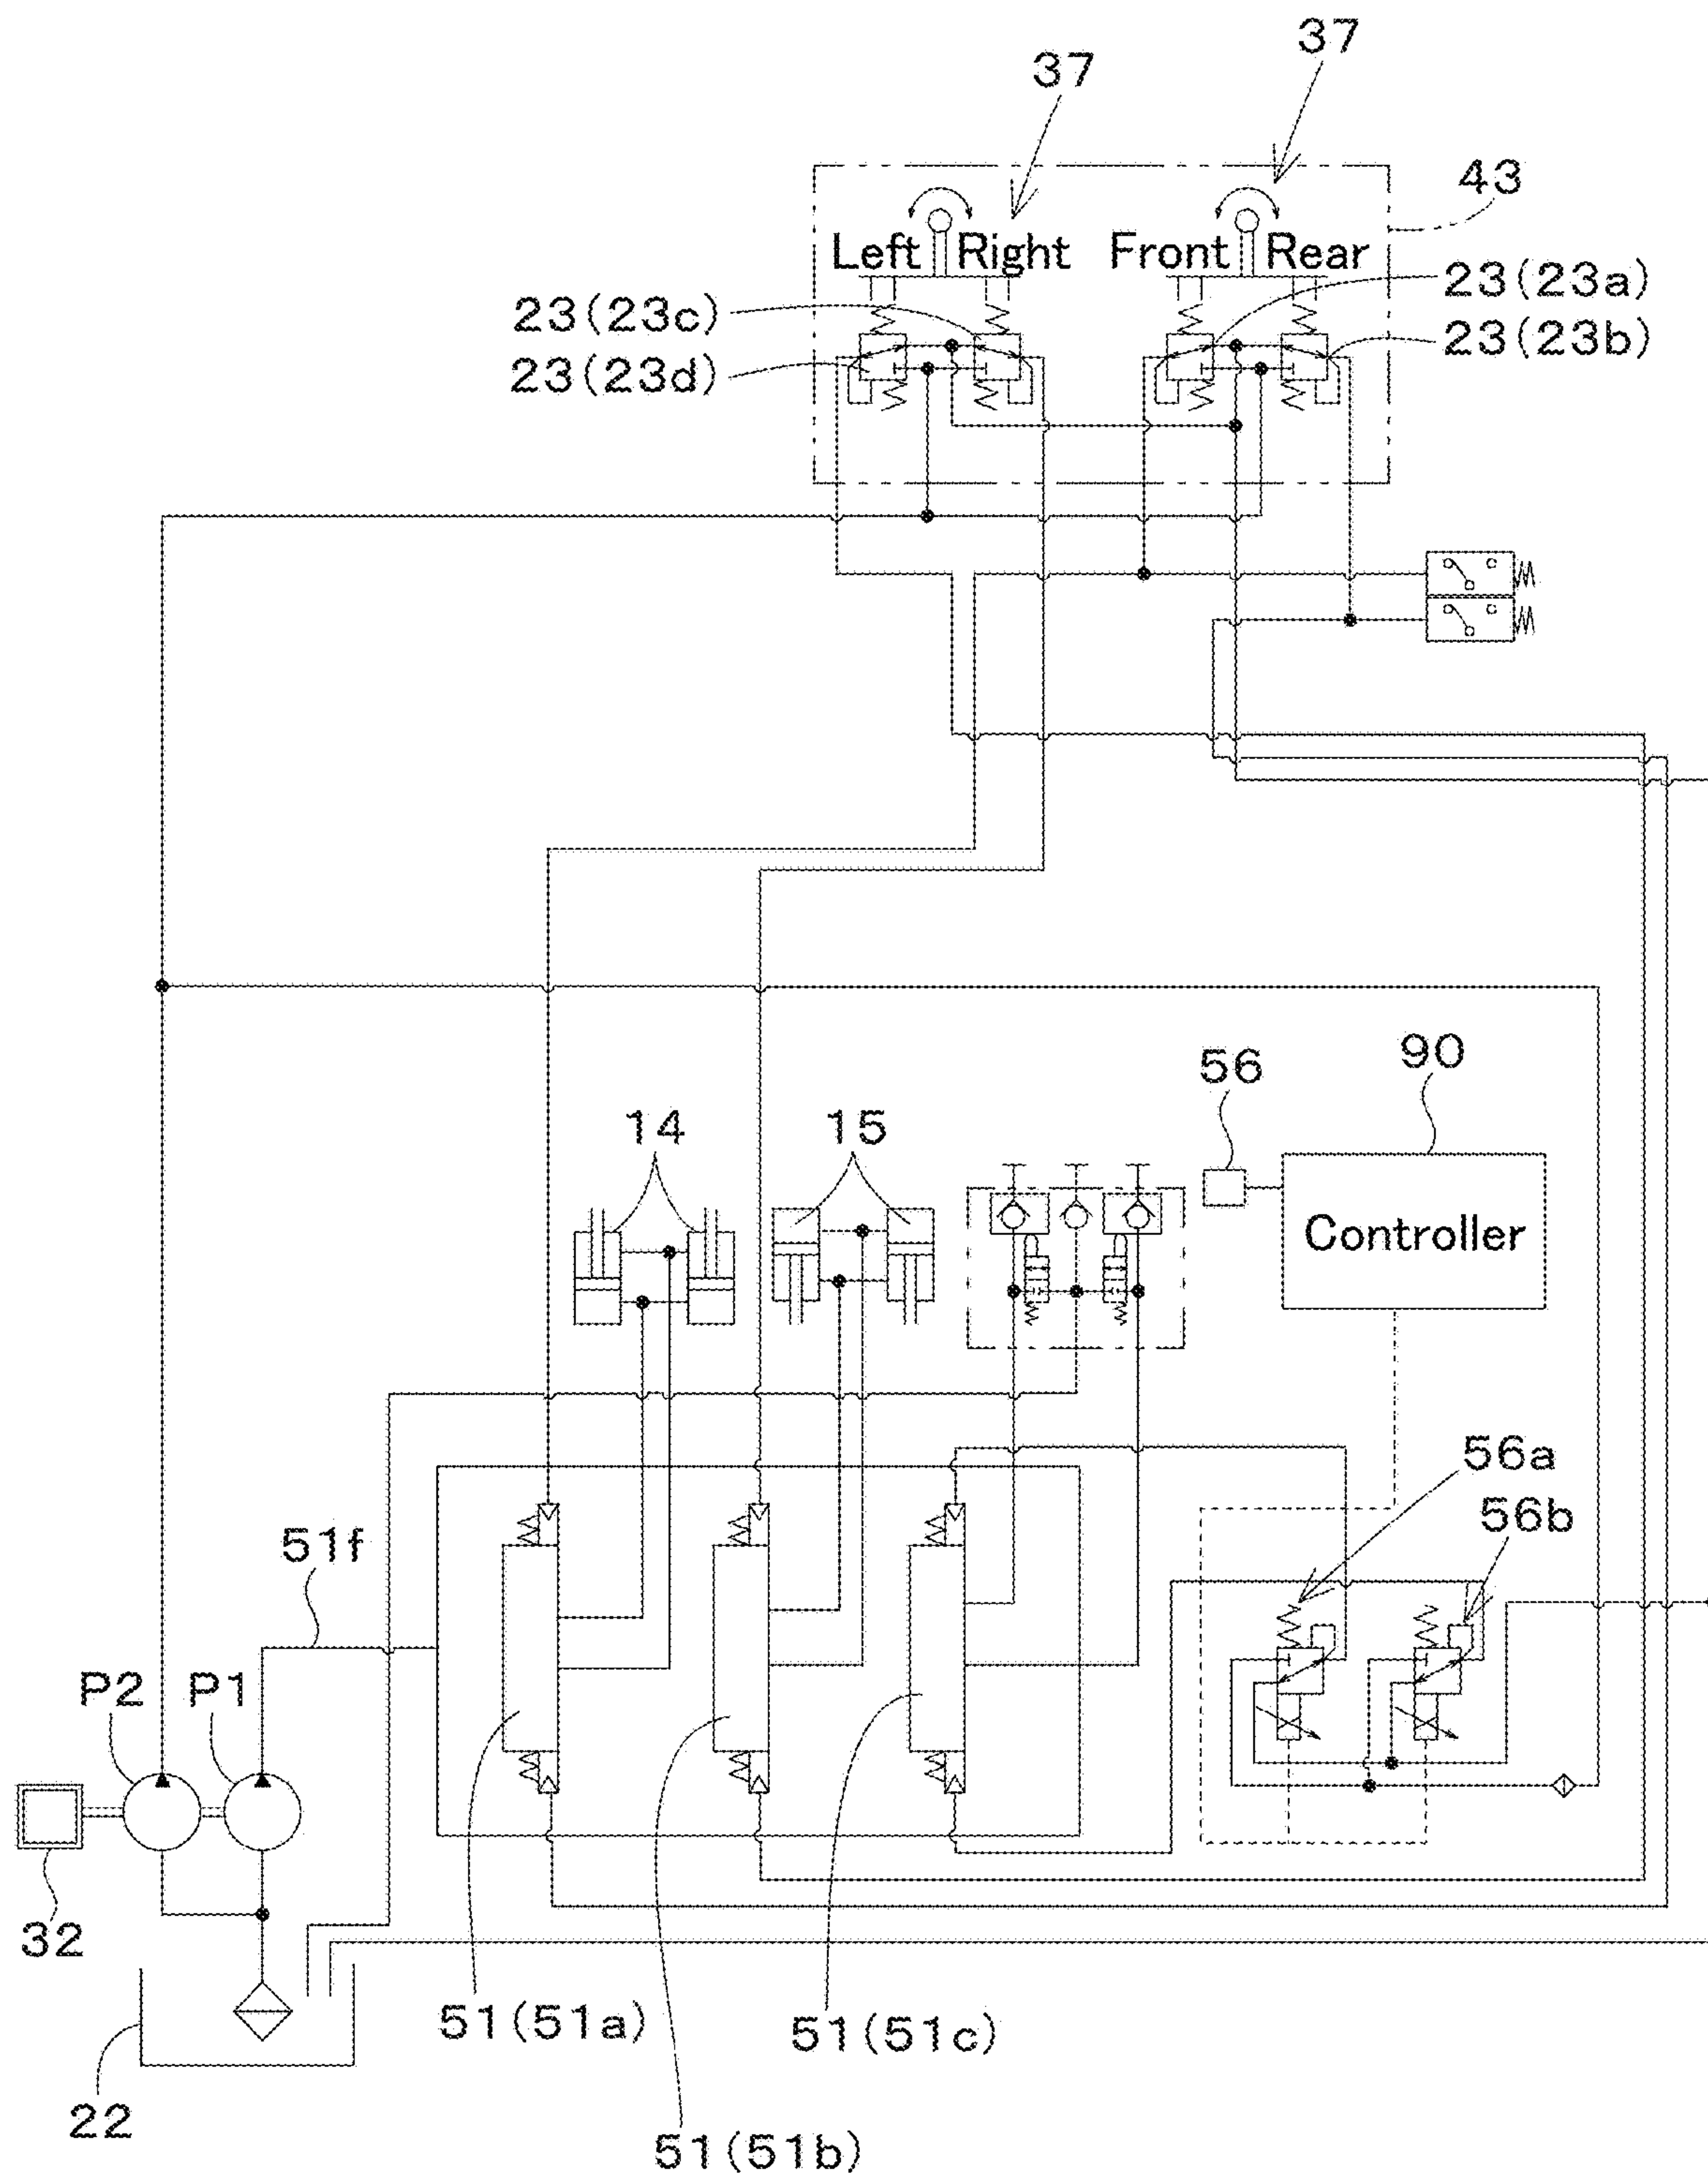 37
37
43
Left Right Front Rear
23(23a)
23(23c)
23(23b)
23(23d)
90
56
14
15
Controller
56a
56b
51f
P2
P1
32
51(51a)
51(51c)
22
51(51b)